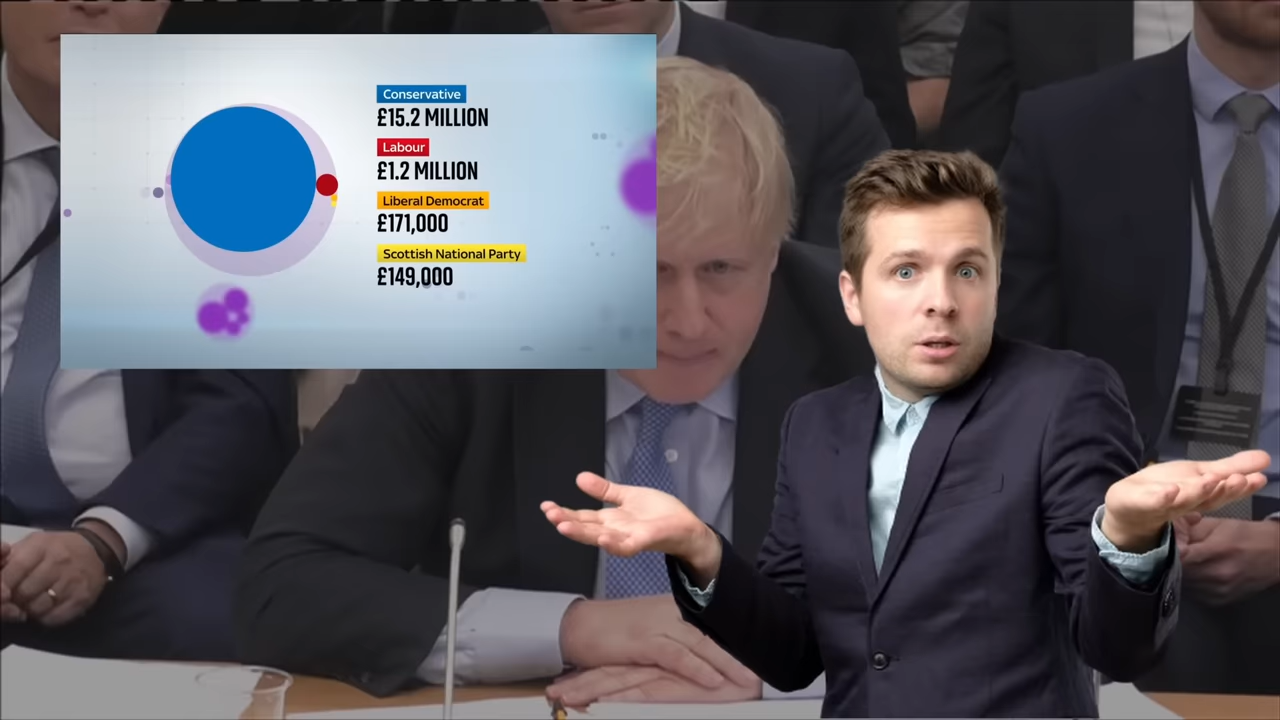 Conservative
£15.2 MILLION
Labour
£1.2 MILLION
Liberal Democrat
£171,000
Scottish National Party
£149,000